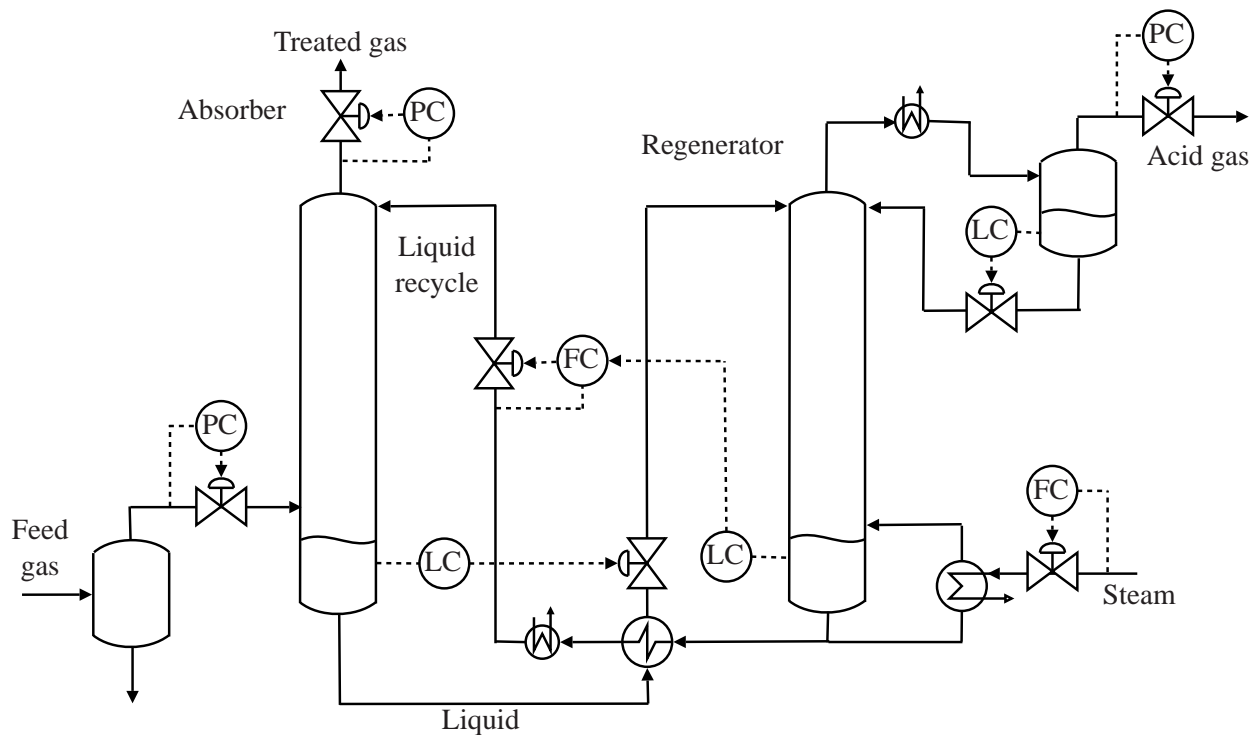 Treated gas
PC
Absorber
PC
Regenerator
Acid gas
LC
Liquid
recycle
FC
PC
FC
Feed
gas
LC
LC
Steam
Liquid